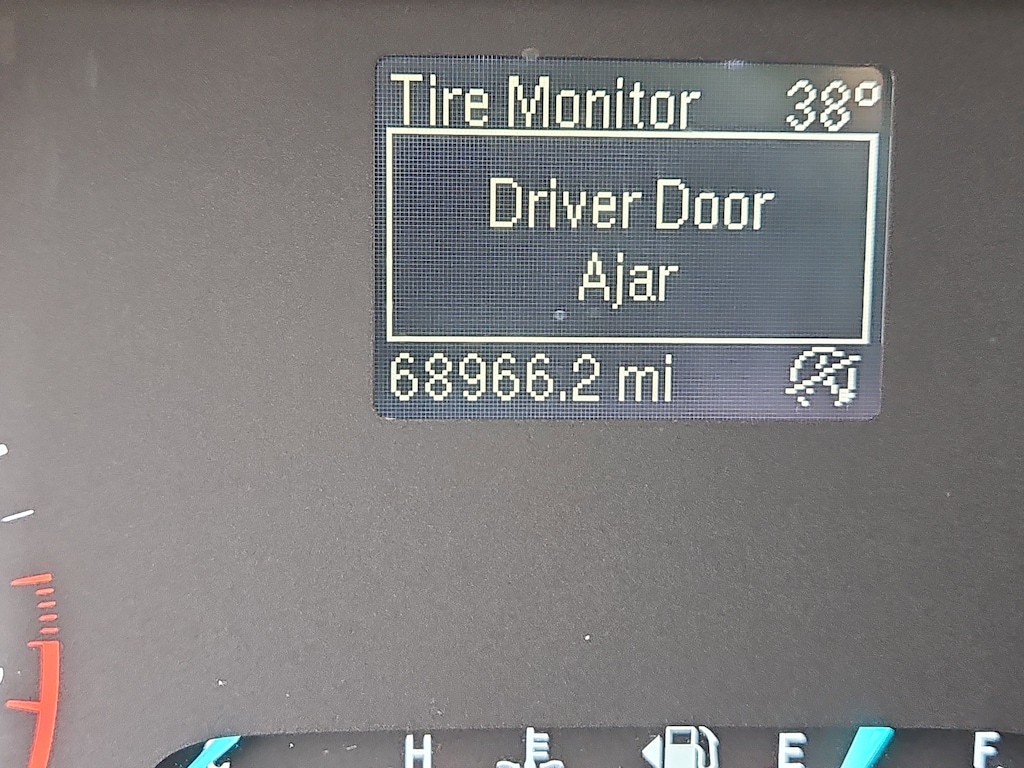 Tire Monitor 38°
Driver Door
Ajar
68966.2 mi
H E F